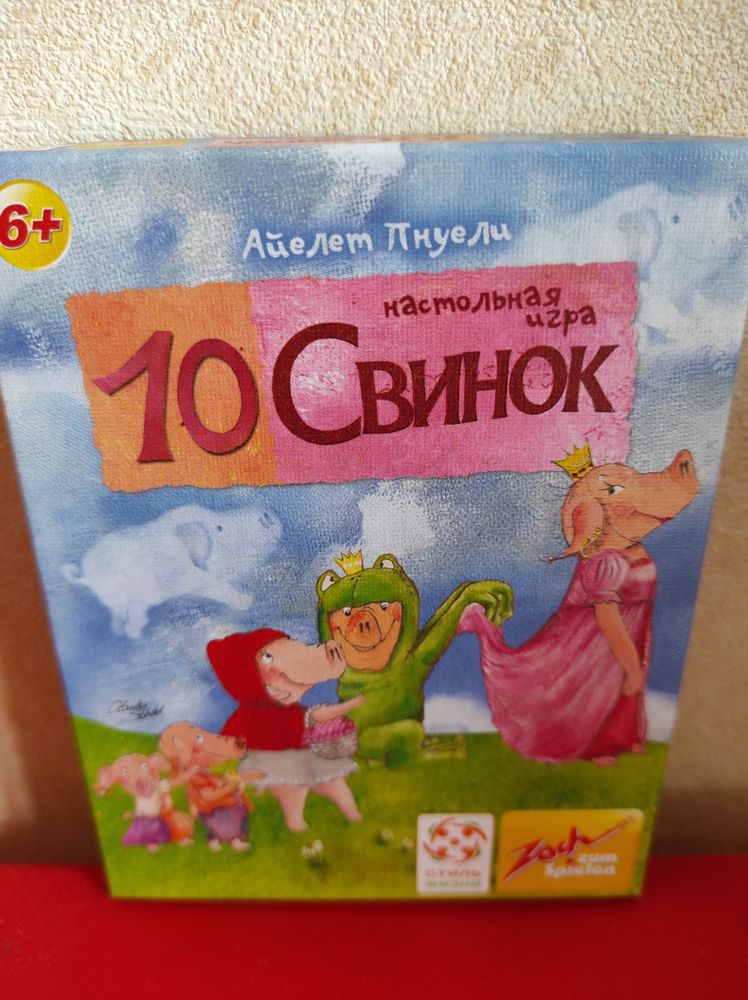 6+
Айелет Пнуели
настольная
игра
10 Свинок
СТИЛЬ
ЖИЗНИ
Zoch
zum
Spielen